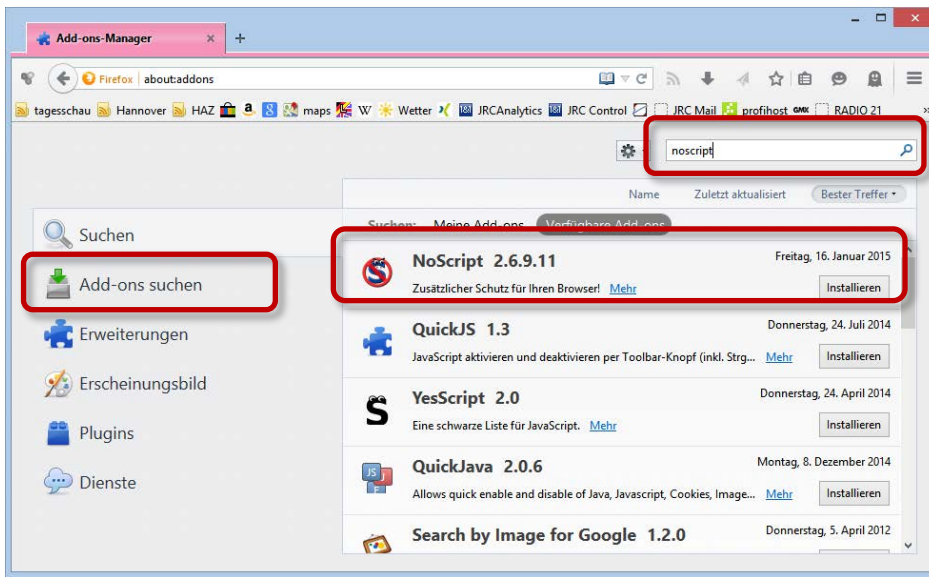 Add-ons-Manager
Firefox about:addons
tagesschau Hannover HAZ a 8 maps W Wetter JRCAnalytics JRC Control JRC Mail profihost GMX RADIO 21 »
noscript
Name Zuletzt aktualisiert Bester Treffer
Suchen: Meine Add-ons Verfügbare Add-ons
Suchen
Add-ons suchen
Erweiterungen
Erscheinungsbild
Plugins
Dienste
NoScript 2.6.9.11 Freitag, 16. Januar 2015
Zusätzlicher Schutz für Ihren Browser! Mehr Installieren
QuickJS 1.3 Donnerstag, 24. Juli 2014
JavaScript aktivieren und deaktivieren per Toolbar-Knopf (inkl. Strg... Mehr Installieren
YesScript 2.0 Donnerstag, 24. April 2014
Eine schwarze Liste für JavaScript. Mehr Installieren
QuickJava 2.0.6 Montag, 8. Dezember 2014
Allows quick enable and disable of Java, Javascript, Cookies, Image... Mehr Installieren
Search by Image for Google 1.2.0 Donnerstag, 5. April 2012